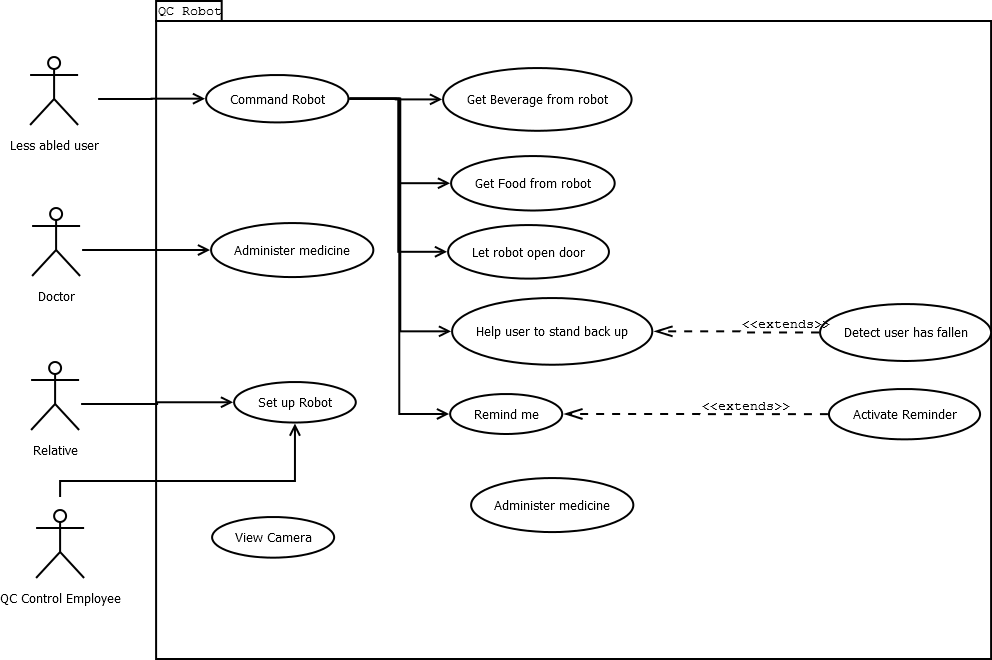 QC Robot
Less abled user
Command Robot
Get Beverage from robot
Get Food from robot
Doctor
Administer medicine
Let robot open door
Help user to stand back up
<<extends>>
Detect user has fallen
Relative
Set up Robot
Remind me
<<extends>>
Activate Reminder
Administer medicine
View Camera
QC Control Employee